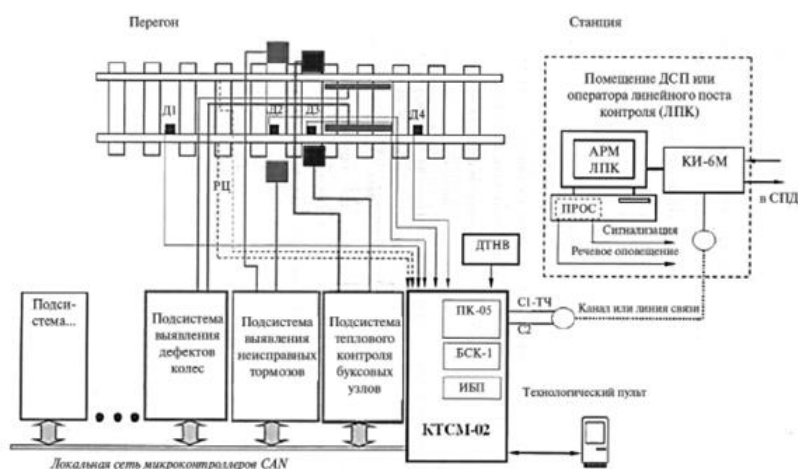 Перегон
Станция
Помещение ДСП или
оператора линейного поста
контроля (ЛПК)
Д1
Д2
Д3
Д4
АРМ
ЛПК
КИ-6М
в СПД
ПРОС
РЦ
Сигнализация
Речевое оповещение
ДТНВ
Подси-
стема...
Подсистема
выявления
дефектов
колес
Подсистема
выявления
неисправных
тормозов
Подсистема
теплового
контроля
буксовых
узлов
ПК-05
БСК-1
ИБП
КТСМ-02
С1-ТЧ
С2
Канал или линия связи
Технологический пульт
Локальная сеть микроконтроллеров CAN